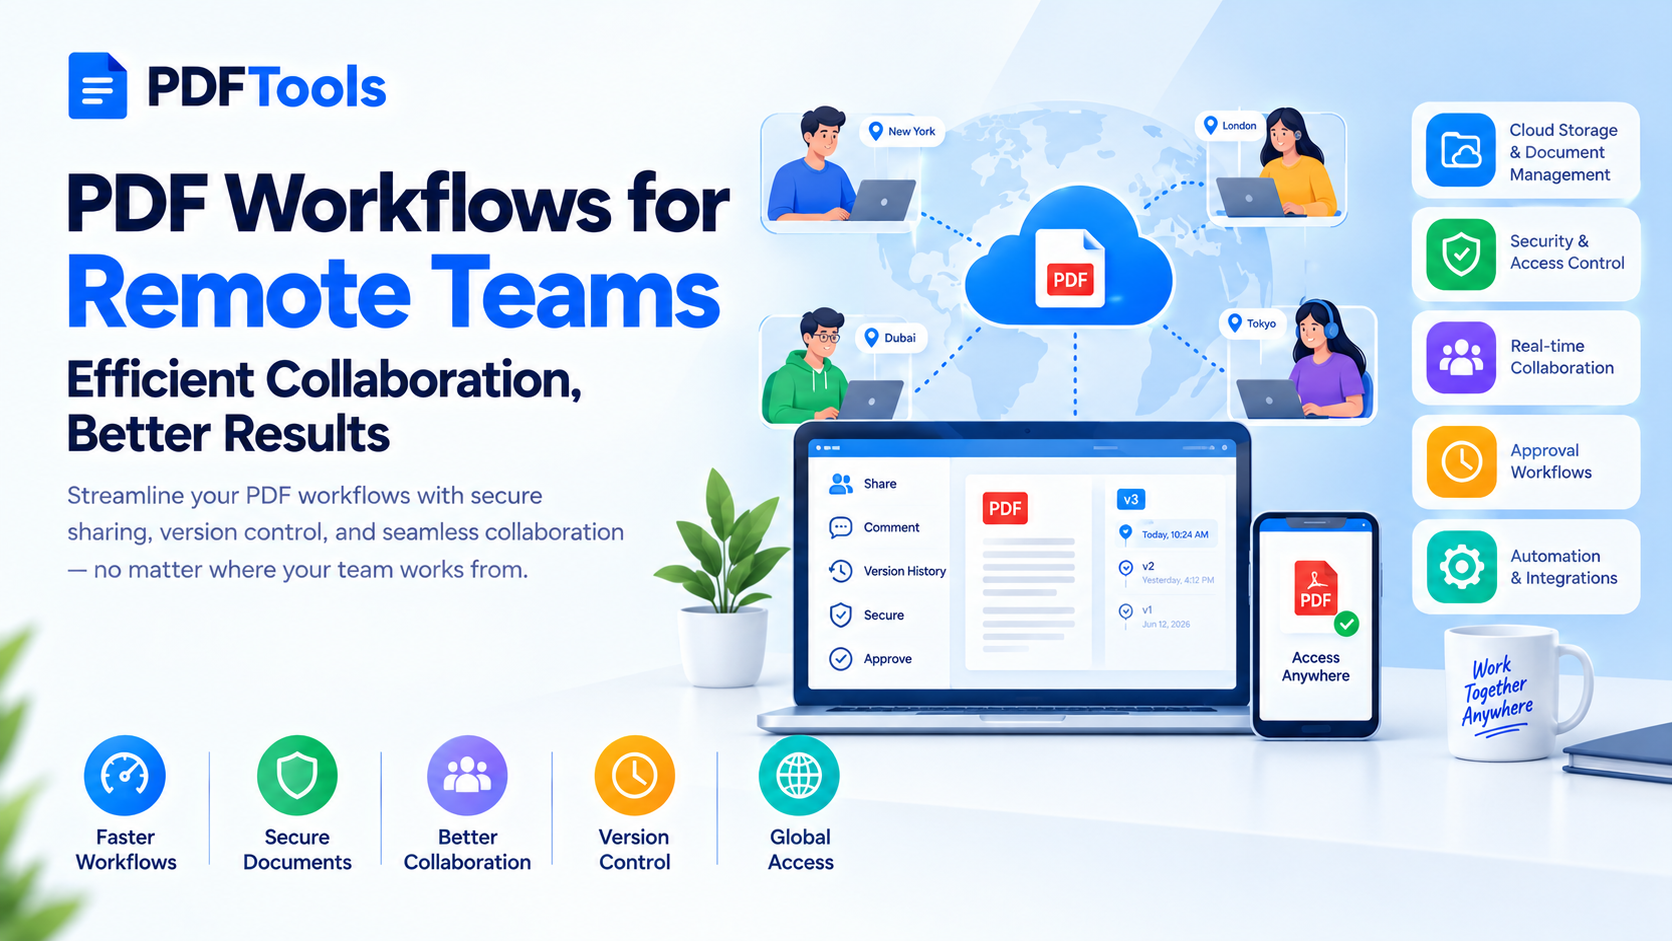 PDFTools
PDF Workflows for
Remote Teams
Efficient Collaboration,
Better Results
Streamline your PDF workflows with secure
sharing, version control, and seamless collaboration
— no matter where your team works from.
Faster
Workflows
Secure
Documents
Better
Collaboration
Version
Control
Global
Access
New York
London
Dubai
Tokyo
PDF
Share
Comment
Version History
Secure
Approve
PDF
v3
Today, 10:24 AM
v2
Yesterday, 4:12 PM
v1
Jun 12, 2026
PDF
Access
Anywhere
Cloud Storage
& Document
Management
Security &
Access Control
Real-time
Collaboration
Approval
Workflows
Automation
& Integrations
Work
Together
Anywhere